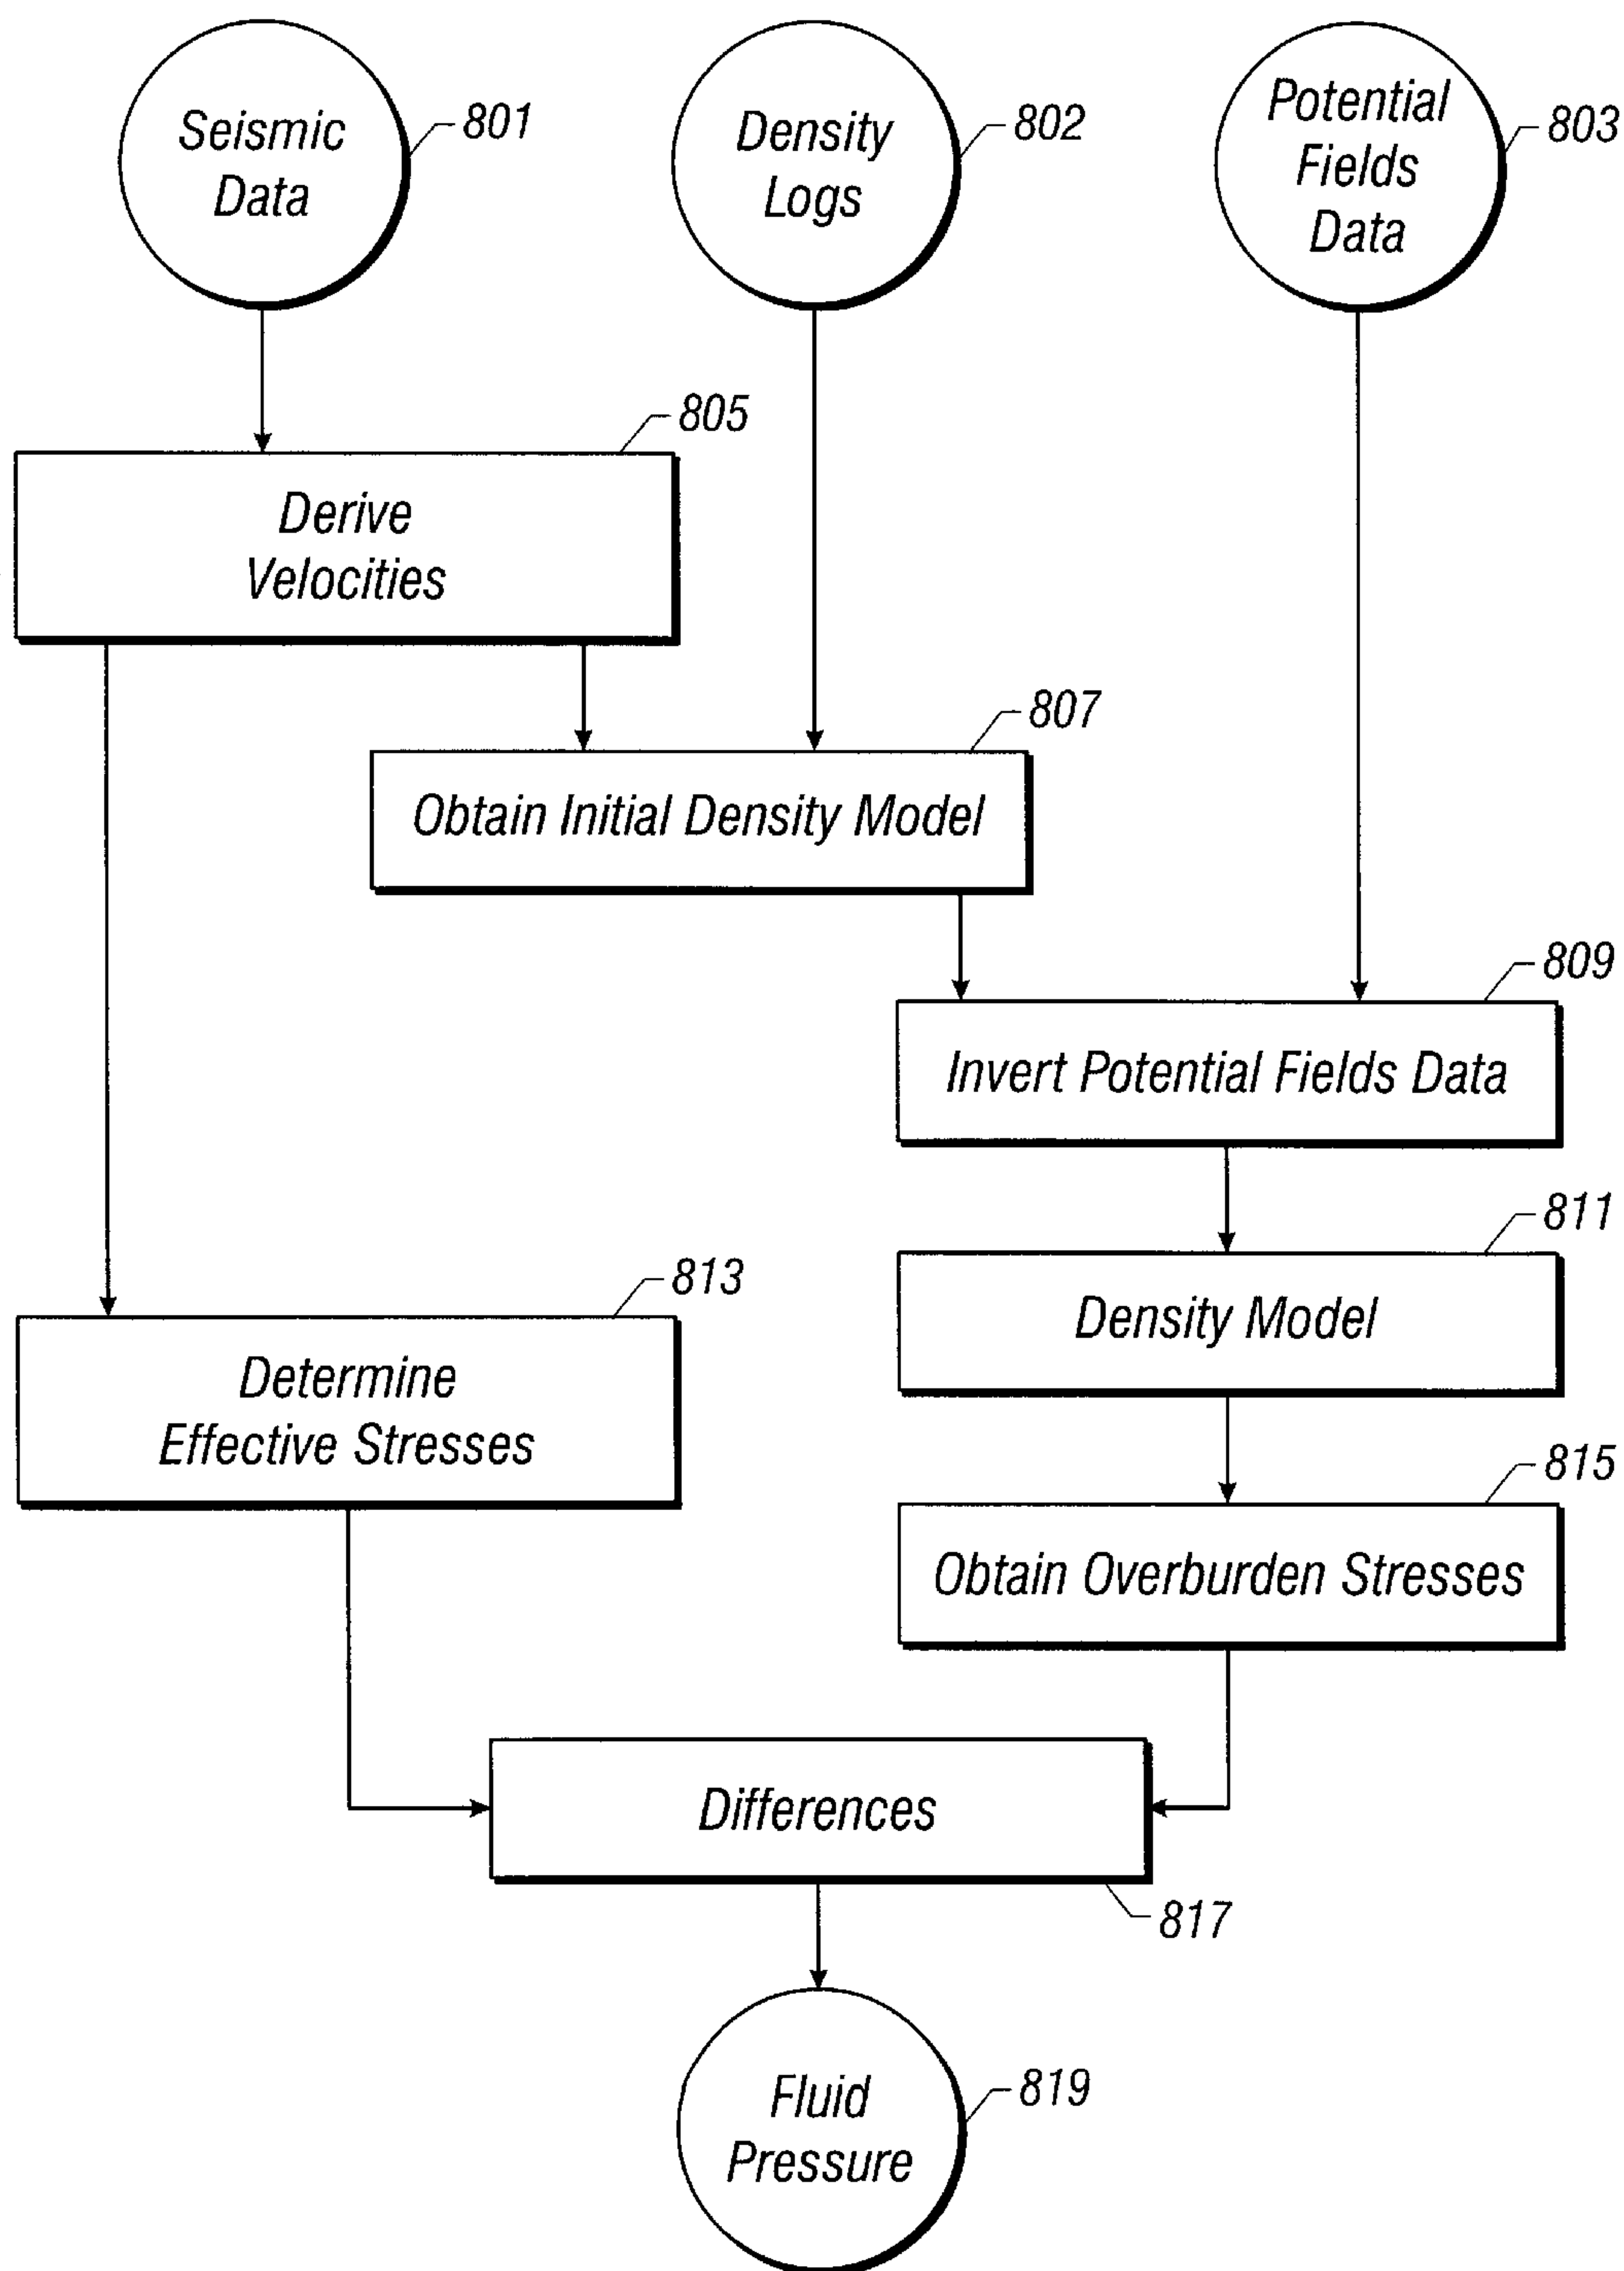 Seismic
Data
801
Density
Logs
802
Potential
Fields
Data
803
805
Derive
Velocities
807
Obtain Initial Density Model
809
Invert Potential Fields Data
811
Density Model
813
Determine
Effective Stresses
815
Obtain Overburden Stresses
Differences
817
Fluid
Pressure
819